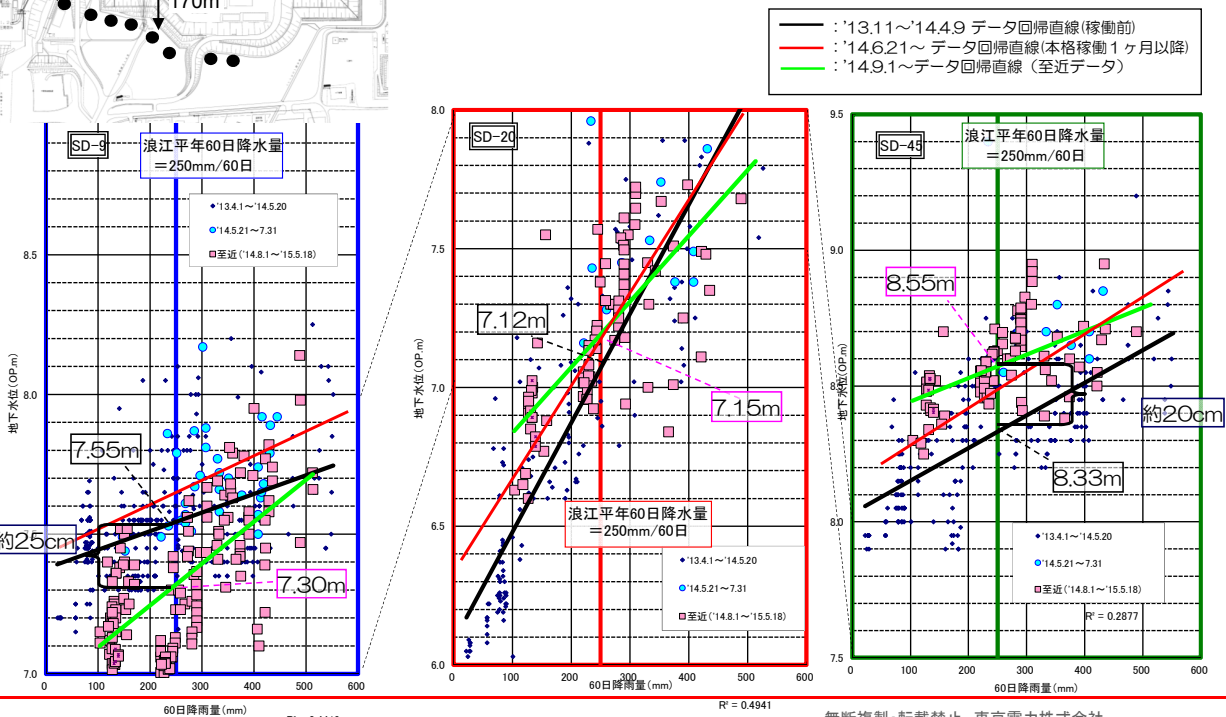 170m
：’13.11～’14.4.9 データ回帰直線(稼働前)
：’14.6.21～ データ回帰直線(本格稼働１ヶ月以降)
：’14.9.1～データ回帰直線（至近データ）
SD-9
浪江平年60日降水量
＝250mm/60日
’13.4.1～’14.5.20
’14.5.21～7.31
至近（’14.8.1～’15.5.18）
8.5
8.0
7.0
地下水位(OP.m)
7.55m
約25cm
7.30m
0 100 200 300 400 500 600
60日降雨量(mm)
SD-20
8.0
7.5
7.0
6.5
6.0
地下水位(OP.m)
7.12m
7.15m
浪江平年60日降水量
＝250mm/60日
’13.4.1～’14.5.20
’14.5.21～7.31
至近（’14.8.1～’15.5.18）
0 100 200 300 400 500 600
60日降雨量(mm)
R² = 0.4941
SD-45
浪江平年60日降水量
＝250mm/60日
9.5
9.0
8.5
8.0
7.5
地下水位(OP.m)
8.55m
約20cm
8.33m
’13.4.1～’14.5.20
’14.5.21～7.31
至近（’14.8.1～’15.5.18）
R² = 0.2877
0 100 200 300 400 500 600
60日降雨量(mm)
無断複製・転載禁止 東京電力株式会社